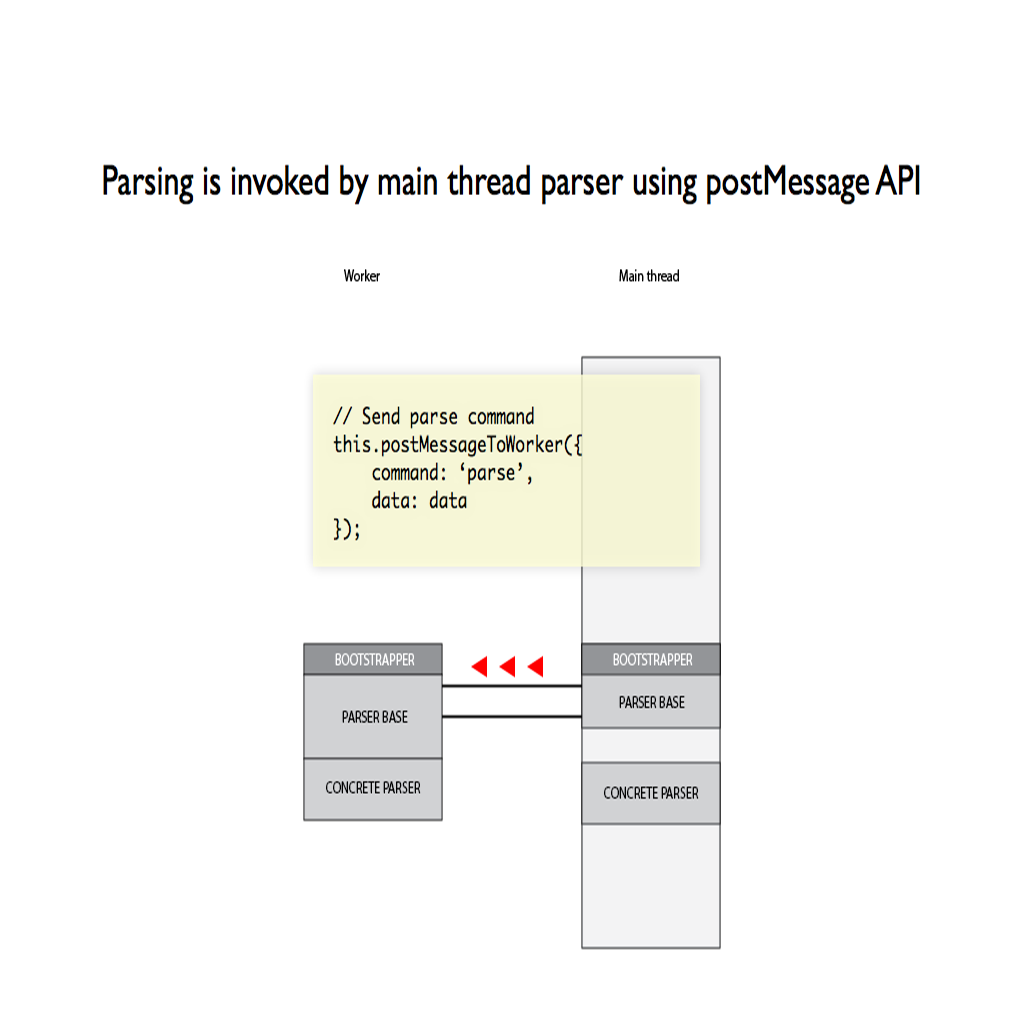 Parsing is invoked by main thread parser using postMessage API
Worker
Main thread
// Send parse command
this.postMessageToWorker({
command: ‘parse’,
data: data
});
BOOTSTRAPPER
PARSER BASE
CONCRETE PARSER
BOOTSTRAPPER
PARSER BASE
CONCRETE PARSER